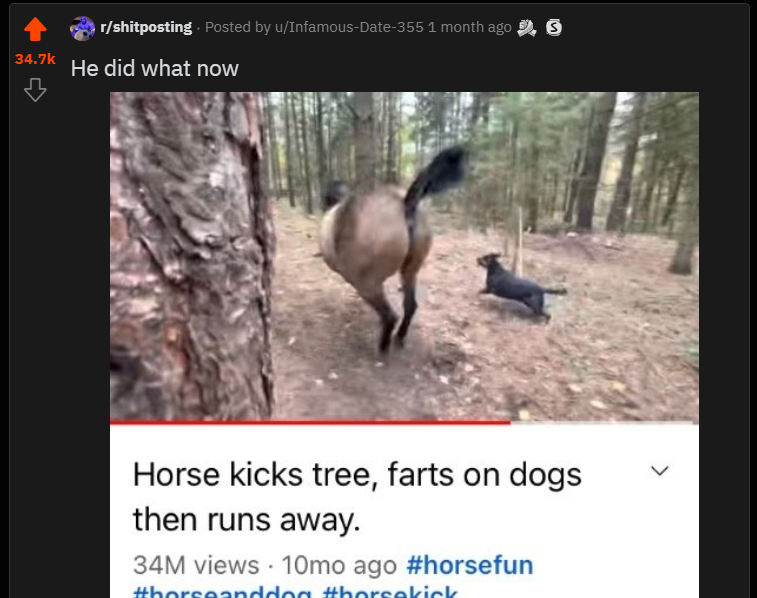 r/shitposting · Posted by u/Infamous-Date-355 1 month ago
34.7k
He did what now
Horse kicks tree, farts on dogs
then runs away.
34M views · 10mo ago #horsefun
#horseanddog #horsekick